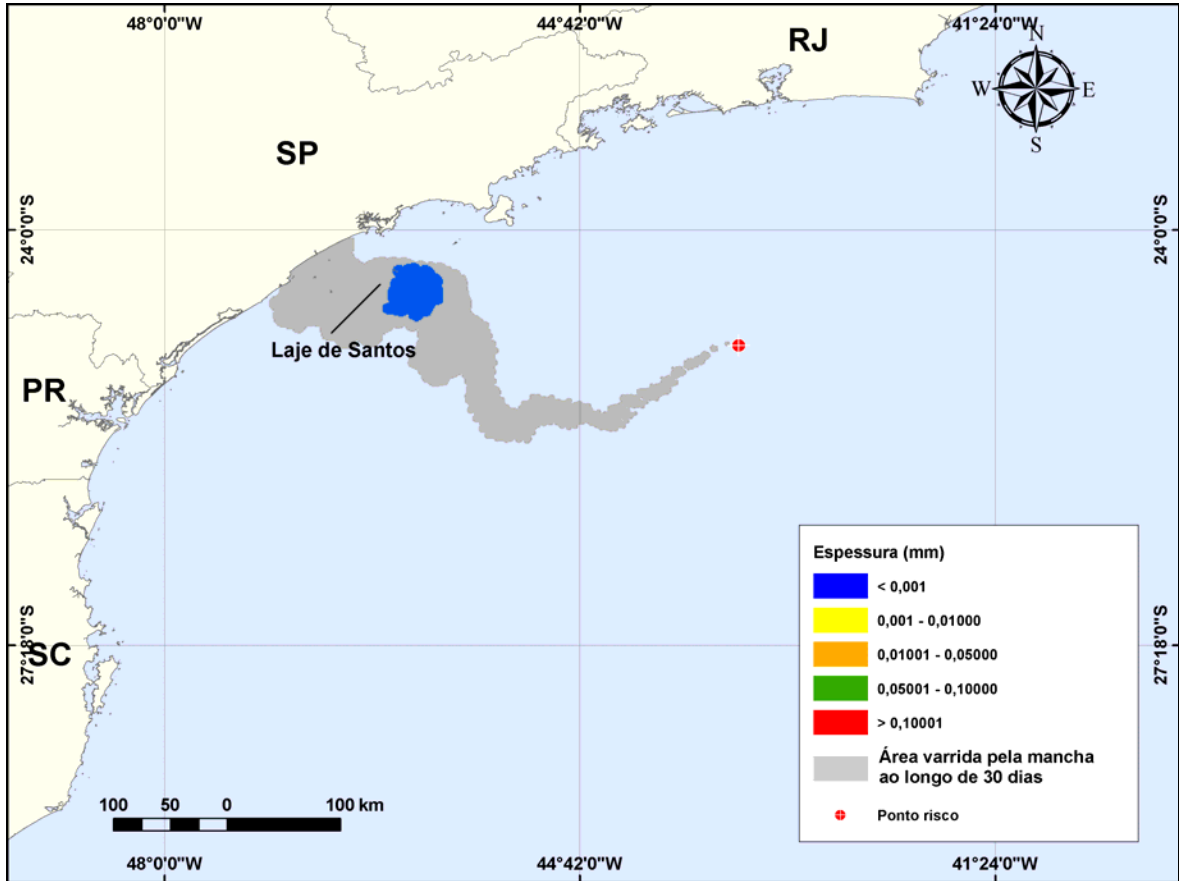 48°0'0"W
44°42'0"W
41°24'0"W
N
W
E
S
RJ
SP
24°0'0"S
24°0'0"S
Laje de Santos
PR
SC
27°18'0"S
27°18'0"S
Espessura (mm)
< 0,001
0,001 - 0,01000
0,01001 - 0,05000
0,05001 - 0,10000
> 0,10001
Área varrida pela mancha
ao longo de 30 dias
Ponto risco
100 50 0 100 km
48°0'0"W
44°42'0"W
41°24'0"W